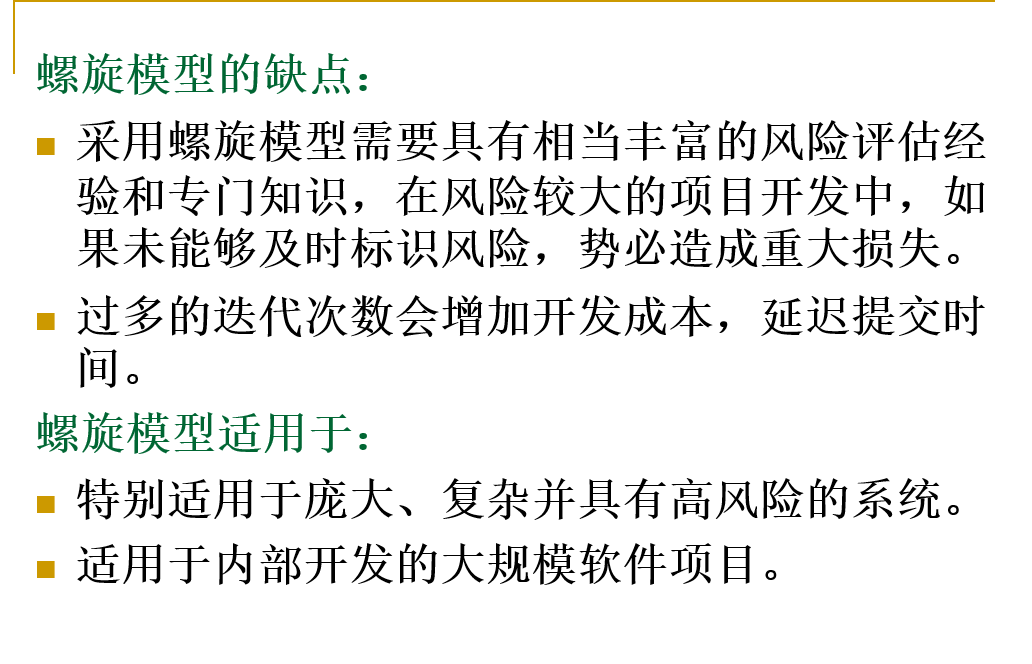 螺旋模型的缺点：
采用螺旋模型需要具有相当丰富的风险评估经
验和专门知识，在风险较大的项目开发中，如
果未能够及时标识风险，势必造成重大损失。
过多的迭代次数会增加开发成本，延迟提交时
间。
螺旋模型适用于：
特别适用于庞大、复杂并具有高风险的系统。
适用于内部开发的大规模软件项目。